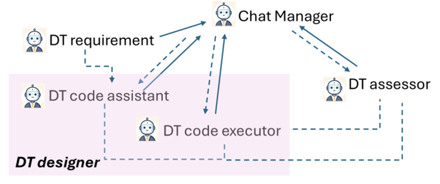 Chat Manager
DT requirement
DT assessor
DT code assistant
DT code executor
DT designer